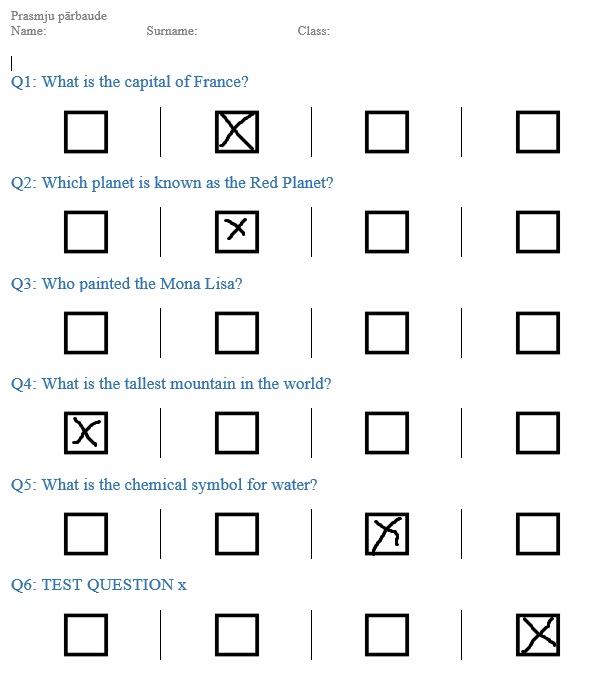 Prasmju pārbaude
Name: Surname: Class:
Q1: What is the capital of France?
Q2: Which planet is known as the Red Planet?
Q3: Who painted the Mona Lisa?
Q4: What is the tallest mountain in the world?
Q5: What is the chemical symbol for water?
Q6: TEST QUESTION x